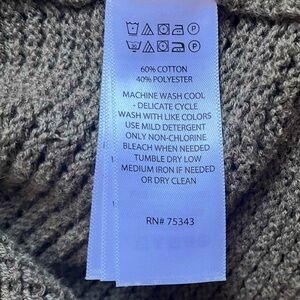 60% COTTON
40% POLYESTER
MACHINE WASH COOL
- DELICATE CYCLE
WASH WITH LIKE COLORS
USE MILD DETERGENT
ONLY NON-CHLORINE
BLEACH WHEN NEEDED
TUMBLE DRY LOW
MEDIUM IRON IF NEEDED
OR DRY CLEAN
RN# 75343